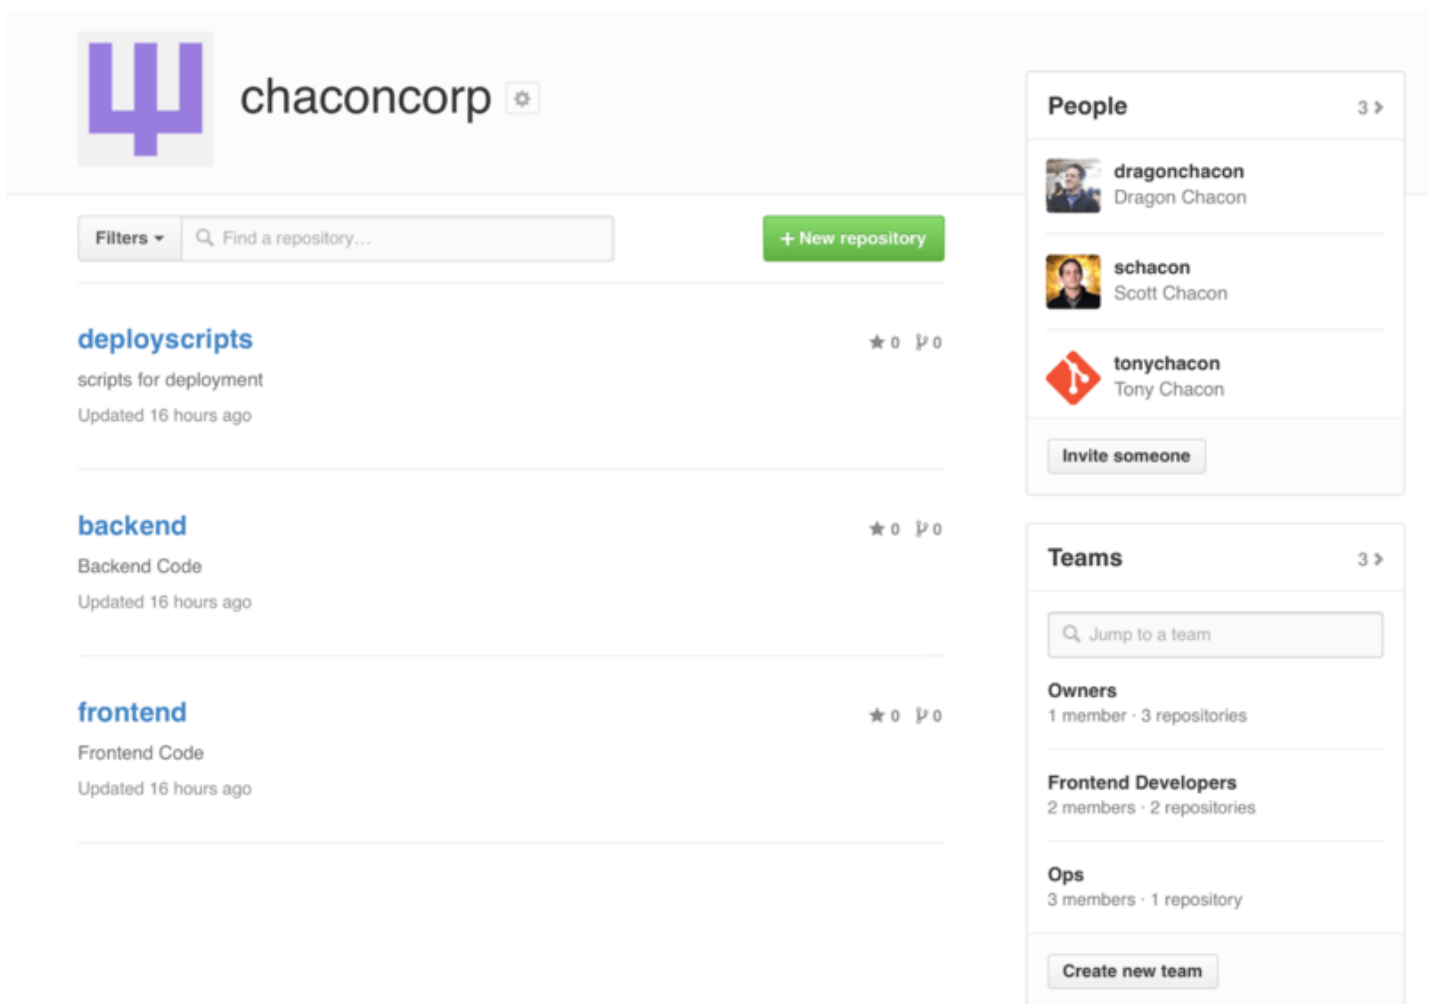 chaconcorp
Filters
Find a repository...
+ New repository
deployscripts
0 0
scripts for deployment
Updated 16 hours ago
backend
0 0
Backend Code
Updated 16 hours ago
frontend
0 0
Frontend Code
Updated 16 hours ago
People 3
dragonchacon
Dragon Chacon
schacon
Scott Chacon
tonychacon
Tony Chacon
Invite someone
Teams 3
Jump to a team
Owners
1 member · 3 repositories
Frontend Developers
2 members · 2 repositories
Ops
3 members · 1 repository
Create new team